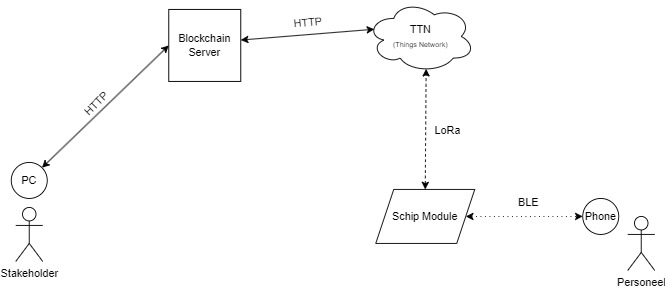 Blockchain
Server
HTTP
TTN
(Things Network)
HTTP
LoRa
PC
Stakeholder
Schip Module
BLE
Phone
Personeel